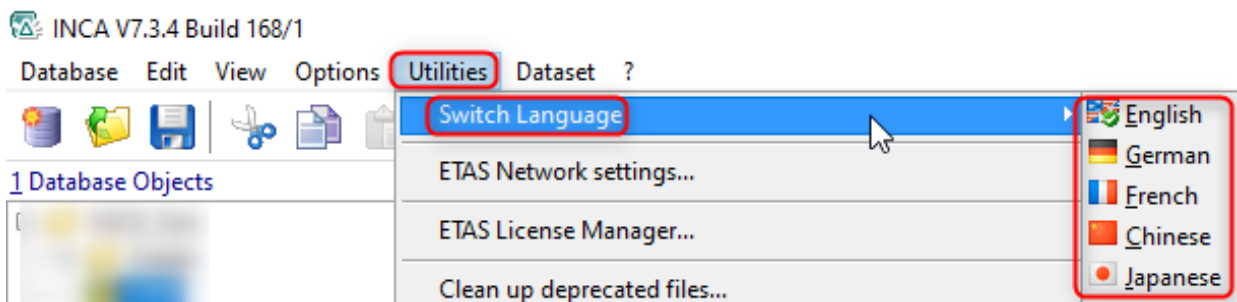 INCA V7.3.4 Build 168/1
Database Edit View Options Utilities Dataset ?
Switch Language
English
German
French
Chinese
Japanese
ETAS Network settings...
ETAS License Manager...
Clean up deprecated files...
1 Database Objects